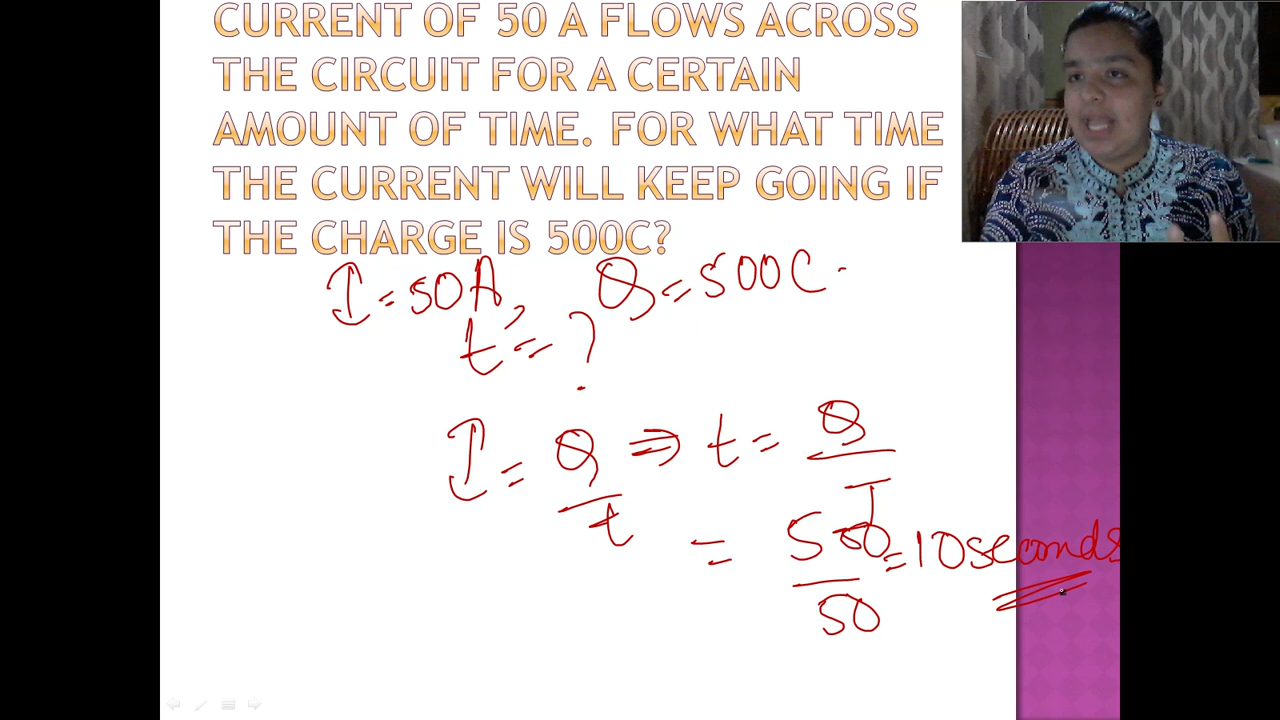 CURRENT OF 50 A FLOWS ACROSS
THE CIRCUIT FOR A CERTAIN
AMOUNT OF TIME. FOR WHAT TIME
THE CURRENT WILL KEEP GOING IF
THE CHARGE IS 500C?
I = 50A, Q = 500C.
t = ?
I = Q/t ⇒ t = Q/I
= 500/50 = 10 seconds